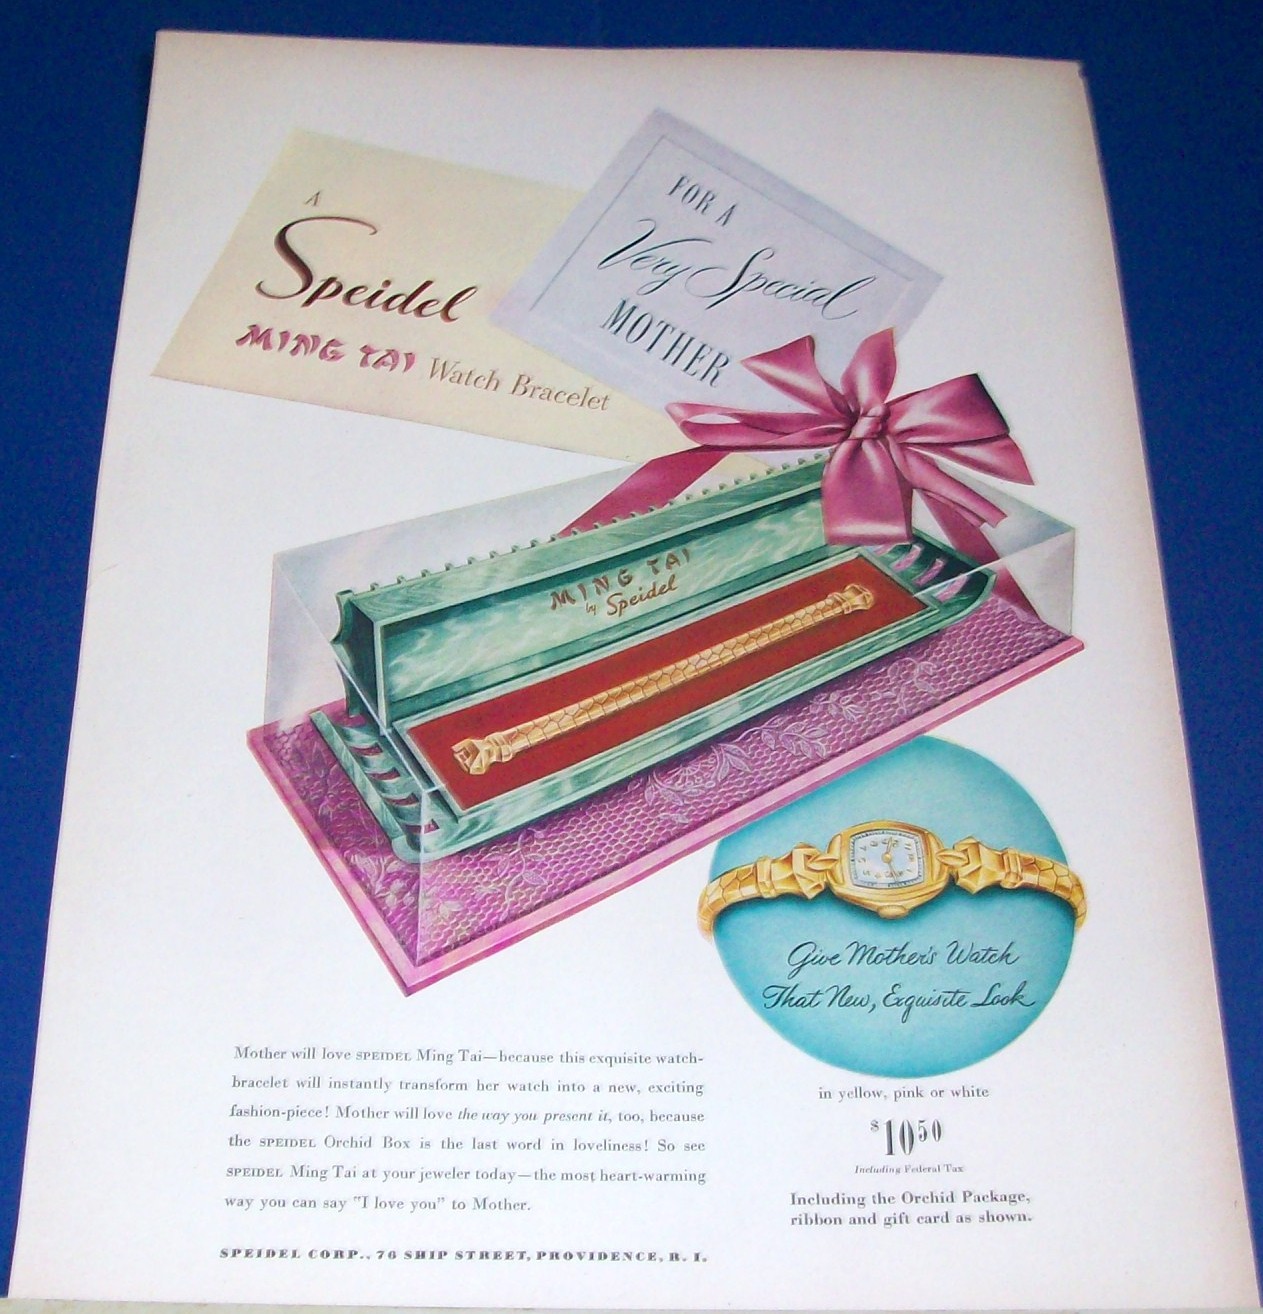 A
Speidel
MING TAI Watch Bracelet
FOR A
Very Special
MOTHER
MING TAI
by Speidel
Give Mother's Watch
That New, Exquisite Look
Mother will love SPEIDEL Ming Tai—because this exquisite watch-
bracelet will instantly transform her watch into a new, exciting
fashion-piece! Mother will love the way you present it, too, because
the SPEIDEL Orchid Box is the last word in loveliness! So see
SPEIDEL Ming Tai at your jeweler today—the most heart-warming
way you can say "I love you" to Mother.
SPEIDEL CORP., 70 SHIP STREET, PROVIDENCE, R. I.
in yellow, pink or white
$10 50
Including Federal Tax
Including the Orchid Package,
ribbon and gift card as shown.